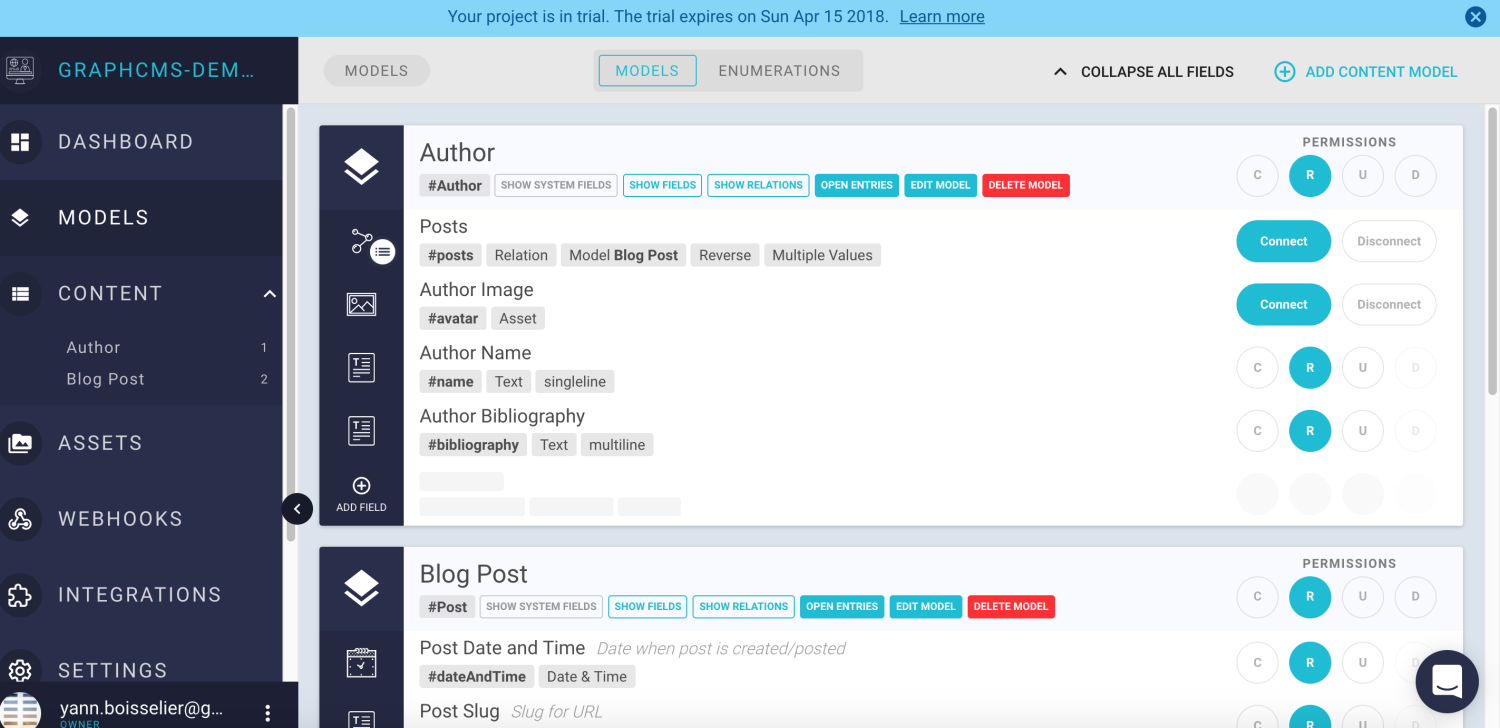 Your project is in trial. The trial expires on Sun Apr 15 2018. Learn more
GRAPHCMS-DEM...
DASHBOARD
MODELS
CONTENT
Author 1
Blog Post 2
ASSETS
WEBHOOKS
INTEGRATIONS
SETTINGS
yann.boisselier@g...
OWNER
MODELS
MODELS ENUMERATIONS
COLLAPSE ALL FIELDS
ADD CONTENT MODEL
Author
PERMISSIONS
#Author SHOW SYSTEM FIELDS SHOW FIELDS SHOW RELATIONS OPEN ENTRIES EDIT MODEL DELETE MODEL
C R U D
Posts
#posts Relation Model Blog Post Reverse Multiple Values
Connect Disconnect
Author Image
#avatar Asset
Connect Disconnect
Author Name
#name Text singleline
C R U D
Author Bibliography
#bibliography Text multiline
C R U D
ADD FIELD
Blog Post
PERMISSIONS
#Post SHOW SYSTEM FIELDS SHOW FIELDS SHOW RELATIONS OPEN ENTRIES EDIT MODEL DELETE MODEL
C R U D
Post Date and Time Date when post is created/posted
#dateAndTime Date & Time
C R U D
Post Slug Slug for URL
C R U